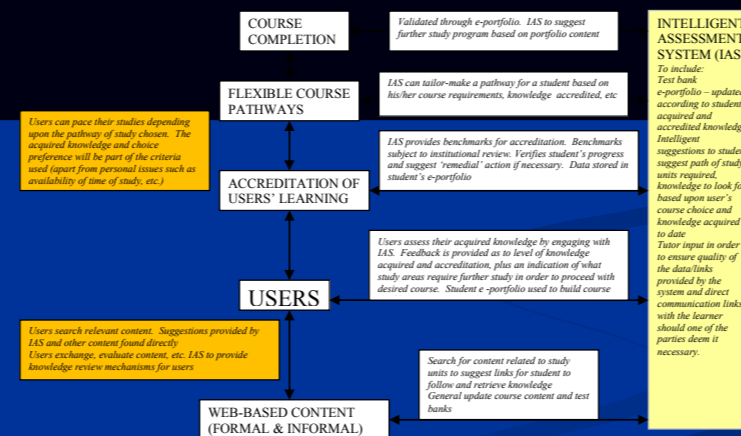 COURSE
COMPLETION
Validated through e-portfolio. IAS to suggest
further study program based on portfolio content
FLEXIBLE COURSE
PATHWAYS
IAS can tailor-make a pathway for a student based on
his/her course requirements, knowledge accredited, etc
Users can pace their studies depending
upon the pathway of study chosen. The
acquired knowledge and choice
preference will be part of the criteria
used (apart from personal issues such as
availability of time of study, etc.)
IAS provides benchmarks for accreditation. Benchmarks
subject to institutional review. Verifies student's progress
and suggest 'remedial' action if necessary. Data stored in
student's e-portfolio
ACCREDITATION OF
USERS' LEARNING
Users assess their acquired knowledge by engaging with
IAS. Feedback is provided as to level of knowledge
acquired and accreditation, plus an indication of what
study areas require further study in order to proceed with
desired course. Student e -portfolio used to build course
USERS
Users search relevant content. Suggestions provided by
IAS and other content found directly
Users exchange, evaluate content, etc. IAS to provide
knowledge review mechanisms for users
Search for content related to study
units to suggest links for student to
follow and retrieve knowledge
General update course content and test
banks
WEB-BASED CONTENT
(FORMAL & INFORMAL)
INTELLIGENT
ASSESSMENT
SYSTEM (IAS
To include:
Test bank
e-portfolio – updated
according to student
acquired and
accredited knowledg
Intelligent
suggestions to studen
suggest path of study
units required,
knowledge to look fo
based upon user's
course choice and
knowledge acquired
to date
Tutor input in order
to ensure quality of
the data/links
provided by the
system and direct
communication links
with the learner
should one of the
parties deem it
necessary.